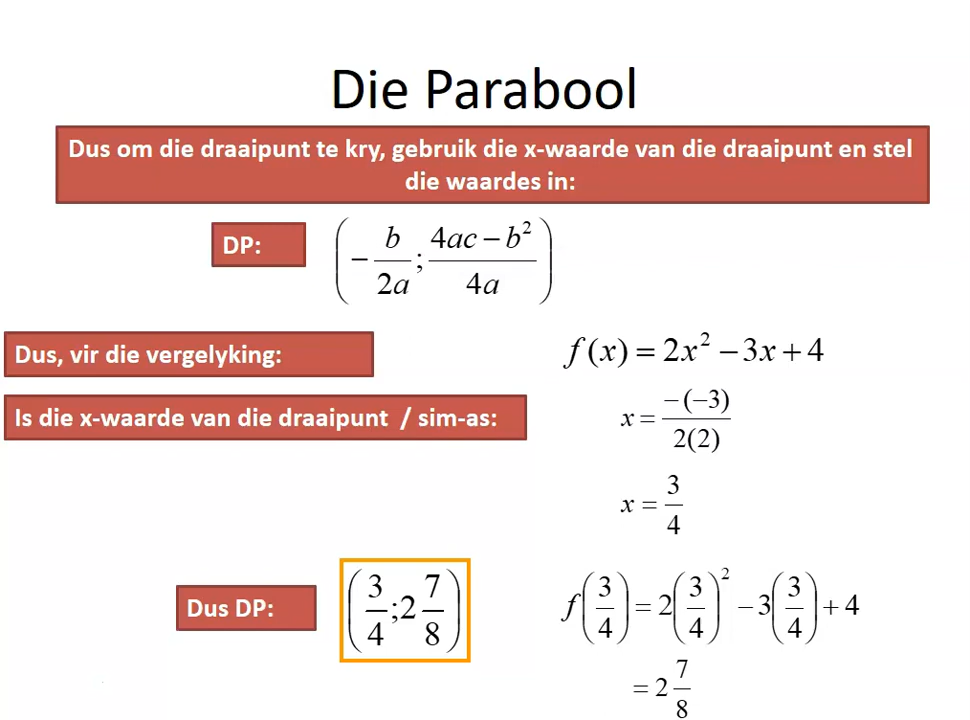 Die Parabool
Dus om die draaipunt te kry, gebruik die x-waarde van die draaipunt en stel
die waardes in:
DP: (−b/2a ; (4ac − b²)/4a)
Dus, vir die vergelyking: f(x) = 2x² − 3x + 4
Is die x-waarde van die draaipunt / sim-as: x = −(−3)/2(2)
x = 3/4
Dus DP: (3/4 ; 2 7/8) f(3/4) = 2(3/4)² − 3(3/4) + 4
= 2 7/8